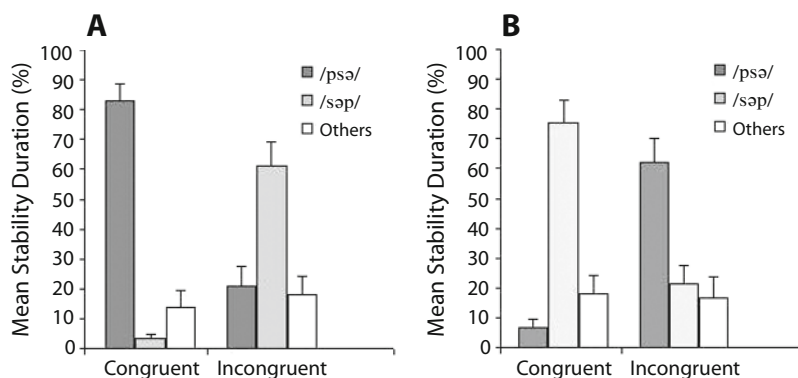 A
Mean Stability Duration (%)
100
90
80
70
60
50
40
30
20
10
0
/psə/
/səp/
Others
Congruent Incongruent
B
Mean Stability Duration (%)
100
90
80
70
60
50
40
30
20
10
0
/psə/
/səp/
Others
Congruent Incongruent